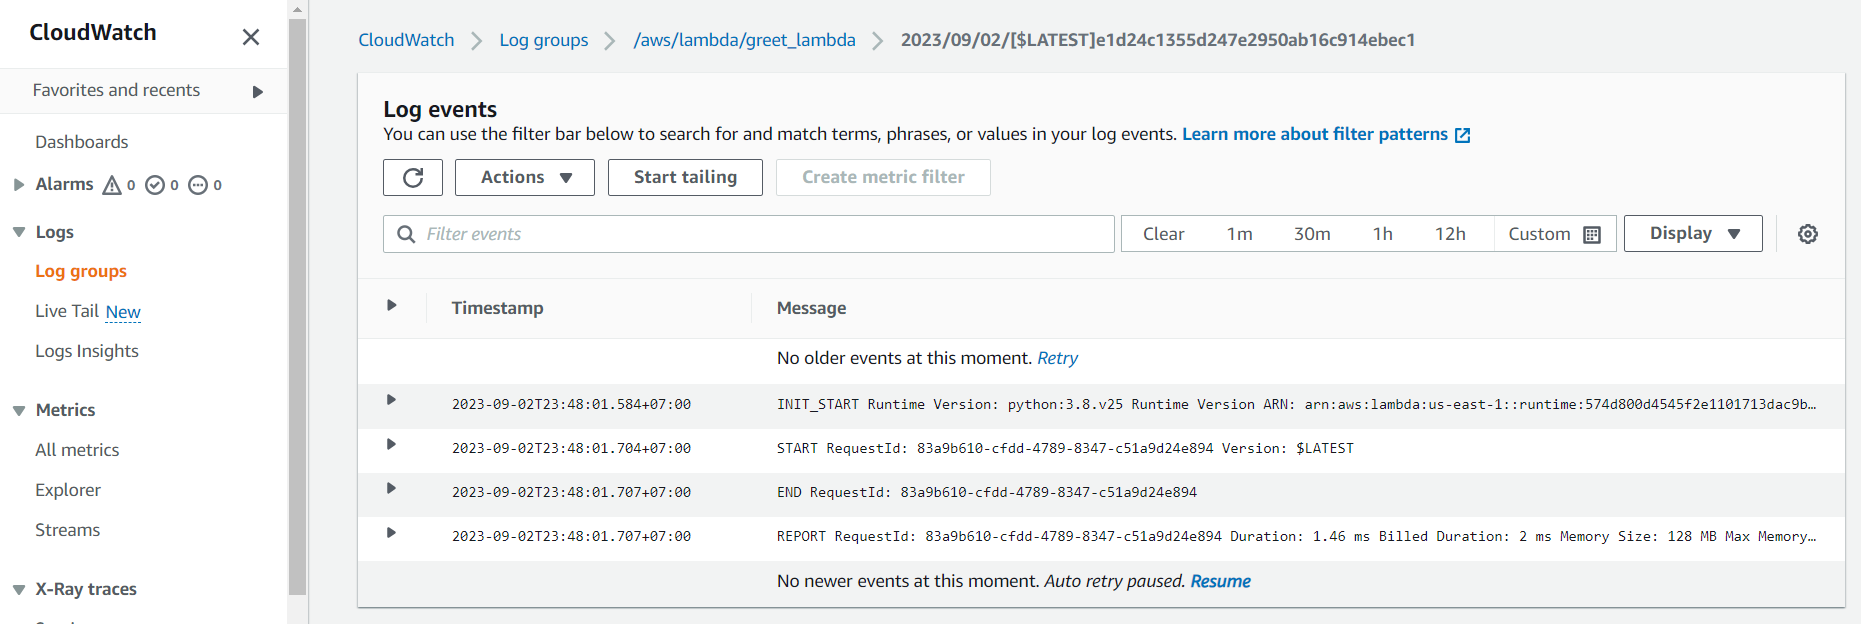 CloudWatch
Favorites and recents
Dashboards
Alarms 0 0 0
Logs
Log groups
Live Tail New
Logs Insights
Metrics
All metrics
Explorer
Streams
X-Ray traces
CloudWatch > Log groups > /aws/lambda/greet_lambda > 2023/09/02/[$LATEST]e1d24c1355d247e2950ab16c914ebec1
Log events
You can use the filter bar below to search for and match terms, phrases, or values in your log events. Learn more about filter patterns
Actions Start tailing Create metric filter
Filter events Clear 1m 30m 1h 12h Custom Display
Timestamp Message
No older events at this moment. Retry
2023-09-02T23:48:01.584+07:00 INIT_START Runtime Version: python:3.8.v25 Runtime Version ARN: arn:aws:lambda:us-east-1::runtime:574d800d4545f2e1101713dac9b…
2023-09-02T23:48:01.704+07:00 START RequestId: 83a9b610-cfdd-4789-8347-c51a9d24e894 Version: $LATEST
2023-09-02T23:48:01.707+07:00 END RequestId: 83a9b610-cfdd-4789-8347-c51a9d24e894
2023-09-02T23:48:01.707+07:00 REPORT RequestId: 83a9b610-cfdd-4789-8347-c51a9d24e894 Duration: 1.46 ms Billed Duration: 2 ms Memory Size: 128 MB Max Memory…
No newer events at this moment. Auto retry paused. Resume